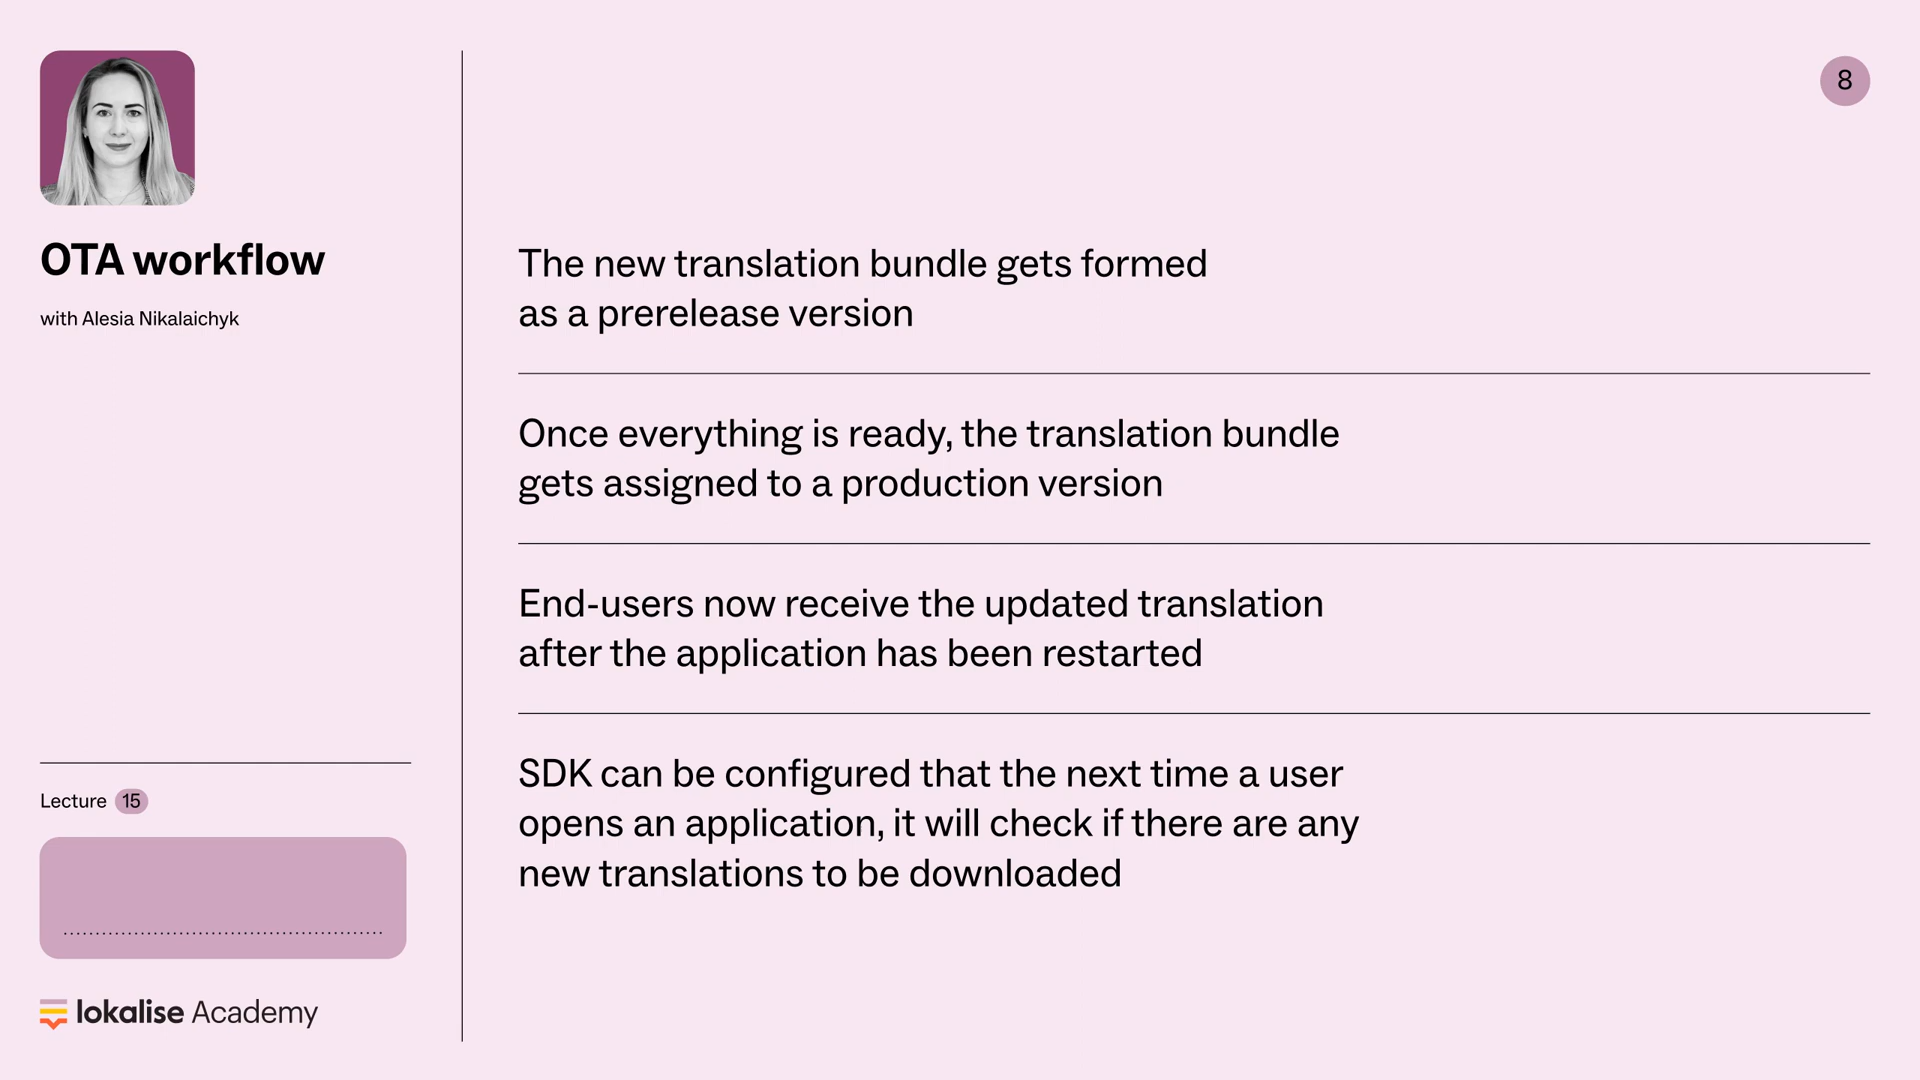 OTA workflow
with Alesia Nikalaichyk
Lecture 15
lokalise Academy
8
The new translation bundle gets formed
as a prerelease version
Once everything is ready, the translation bundle
gets assigned to a production version
End-users now receive the updated translation
after the application has been restarted
SDK can be configured that the next time a user
opens an application, it will check if there are any
new translations to be downloaded